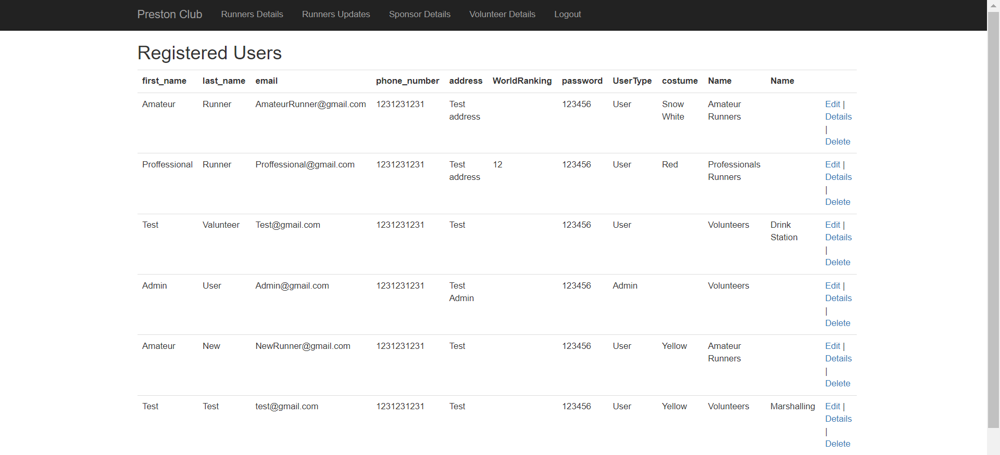 Preston Club Runners Details Runners Updates Sponsor Details Volunteer Details Logout
Registered Users
first_name last_name email phone_number address WorldRanking password UserType costume Name Name
Amateur Runner AmateurRunner@gmail.com 1231231231 Test 123456 User Snow Amateur Edit |
address White Runners Details
|
Delete
Proffessional Runner Proffessional@gmail.com 1231231231 Test 12 123456 User Red Professionals Edit |
address Runners Details
|
Delete
Test Valunteer Test@gmail.com 1231231231 Test 123456 User Volunteers Drink Edit |
Station Details
|
Delete
Admin User Admin@gmail.com 1231231231 Test 123456 Admin Volunteers Edit |
Admin Details
|
Delete
Amateur New NewRunner@gmail.com 1231231231 Test 123456 User Yellow Amateur Edit |
Runners Details
|
Delete
Test Test test@gmail.com 1231231231 Test 123456 User Yellow Volunteers Marshalling Edit |
Details
|
Delete